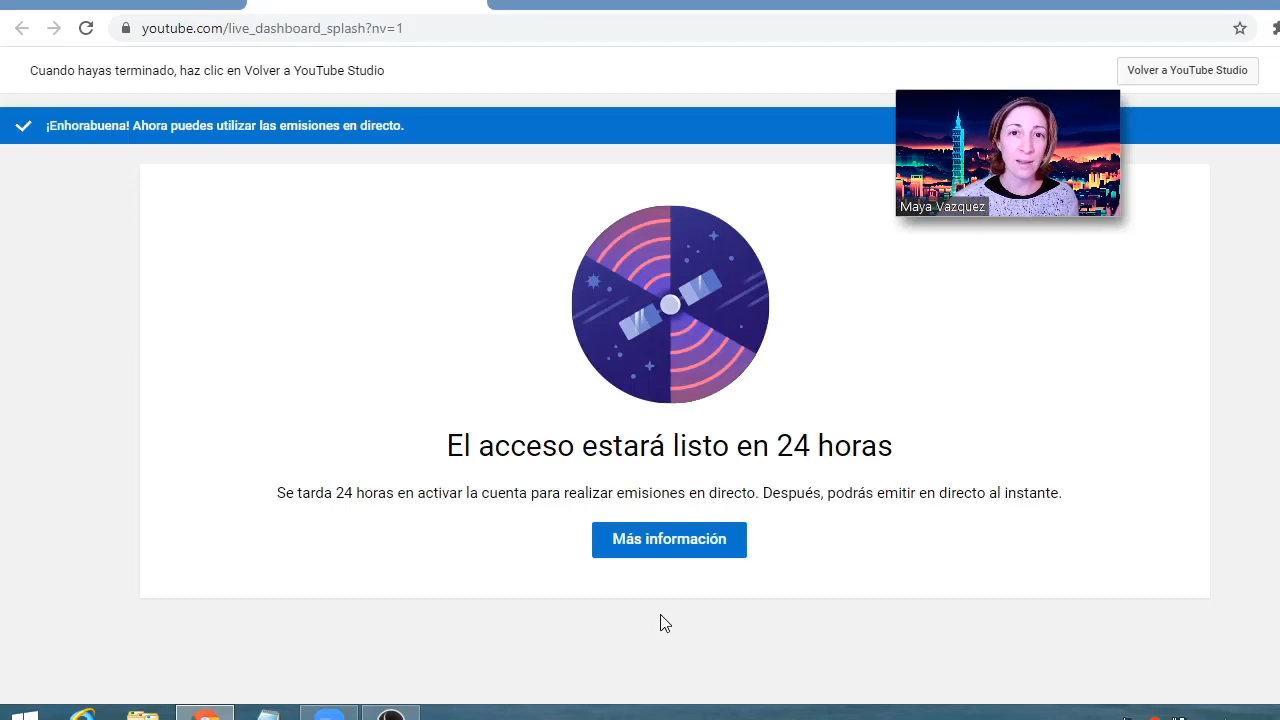 youtube.com/live_dashboard_splash?nv=1
Cuando hayas terminado, haz clic en Volver a YouTube Studio
Volver a YouTube Studio
¡Enhorabuena! Ahora puedes utilizar las emisiones en directo.
Maya Vazquez
El acceso estará listo en 24 horas
Se tarda 24 horas en activar la cuenta para realizar emisiones en directo. Después, podrás emitir en directo al instante.
Más información